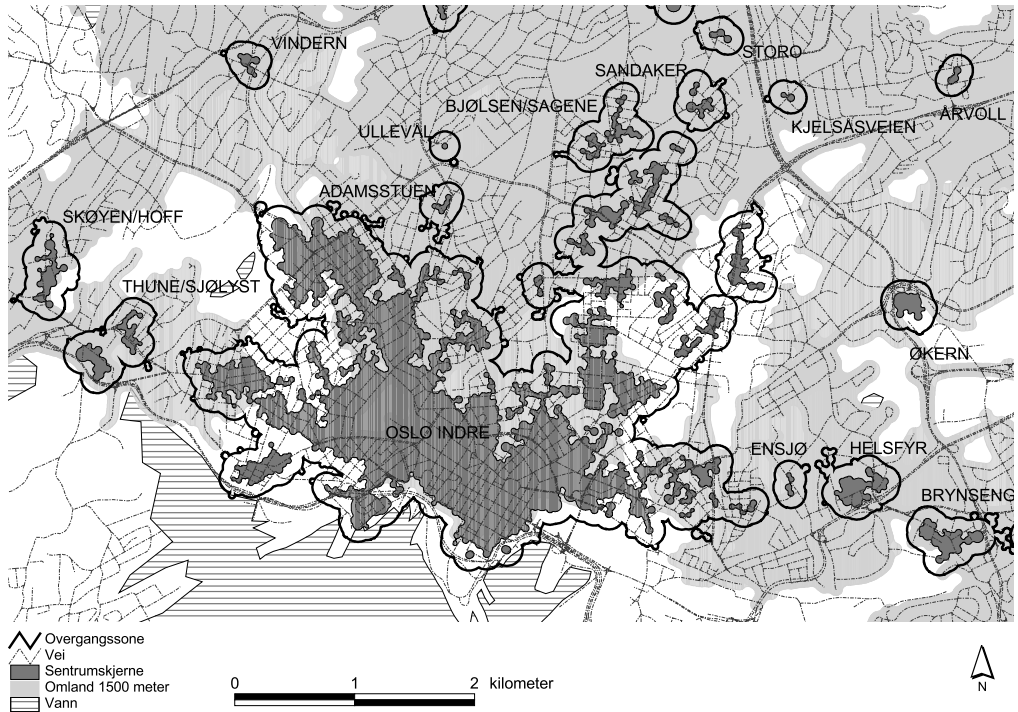 VINDERN
STORO
SANDAKER
BJØLSEN/SAGENE
KJELSÅSVEIEN
ÅRVOLL
ULLEVÅL
ADAMSSTUEN
SKØYEN/HOFF
THUNE/SJØLYST
ØKERN
OSLO INDRE
ENSJØ
HELSFYR
BRYNSENG
Overgangssone
Vei
Sentrumskjerne
Omland 1500 meter
Vann
0 1 2 kilometer
N